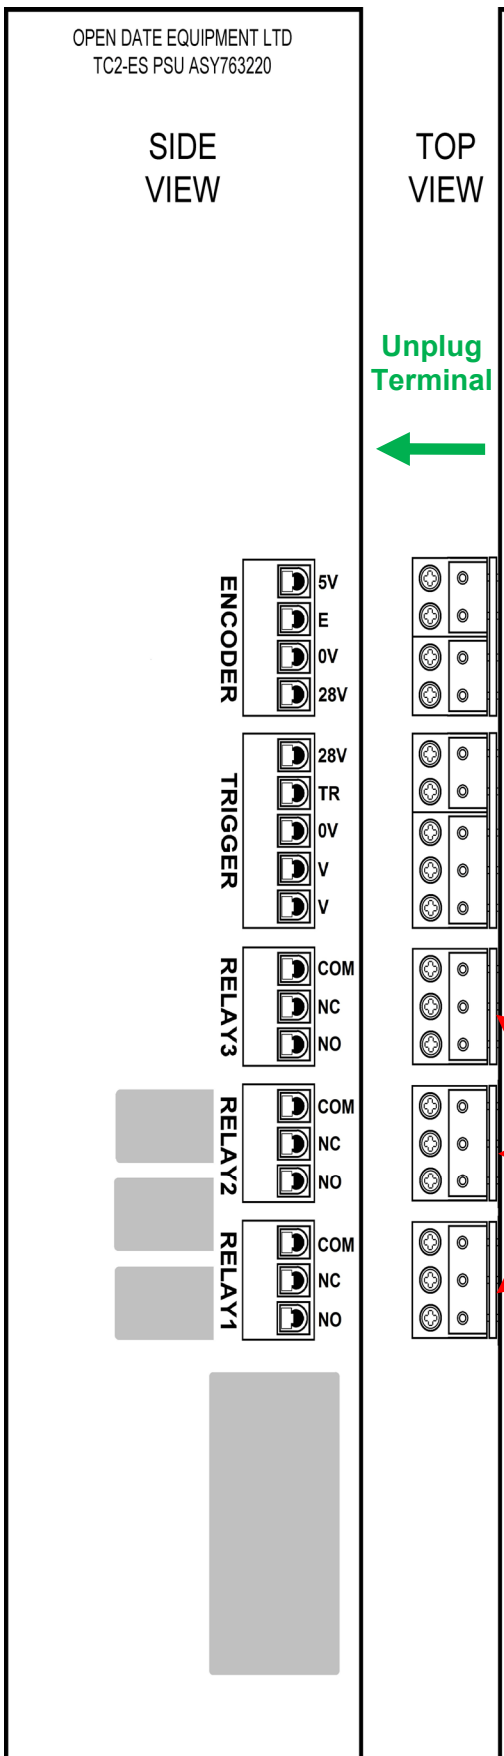 OPEN DATE EQUIPMENT LTD
TC2-ES PSU ASY763220
SIDE
VIEW
TOP
VIEW
Unplug
Terminal
ENCODER
5V
E
0V
28V
TRIGGER
28V
TR
0V
V
V
RELAY3
COM
NC
NO
RELAY2
COM
NC
NO
RELAY1
COM
NC
NO